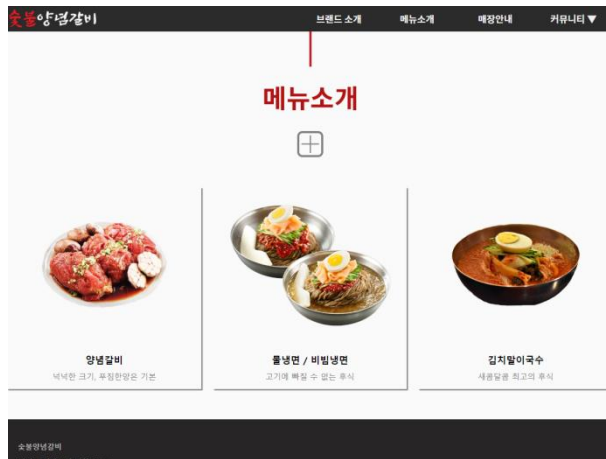 숯불양념갈비
브랜드 소개 메뉴소개 매장안내 커뮤니티 ▼
메뉴소개
양념갈비
넉넉한 크기, 푸짐한양은 기본
물냉면 / 비빔냉면
고기에 빠질 수 없는 후식
김치말이국수
새콤달콤 최고의 후식
숯불양념갈비